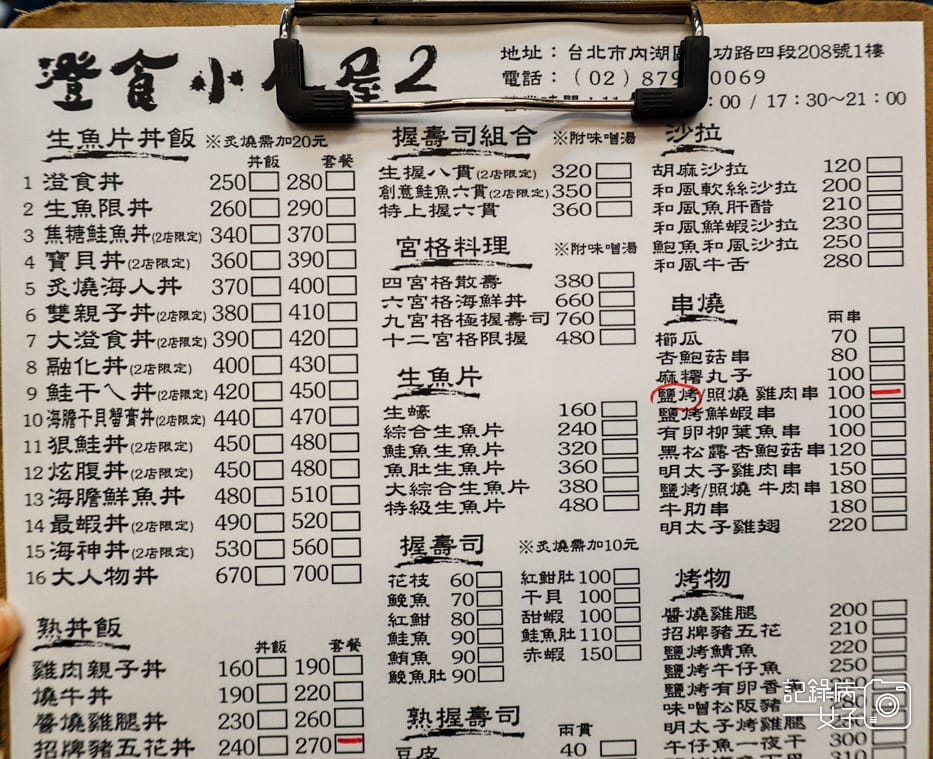 澄食小 屋2
地址：台北市內湖區 功路四段208號1樓
電話：（02）879 0069
:00 / 17：30～21：00
生魚片丼飯 ※炙燒需加20元
丼飯 套餐
1 澄食丼 250 280
2 生魚限丼 260 290
3 焦糖鮭魚丼(2店限定) 340 370
4 寶貝丼(2店限定) 360 390
5 炙燒海人丼 370 400
6 雙親子丼(2店限定) 380 410
7 大澄食丼(2店限定) 390 420
8 融化丼(2店限定) 400 430
9 鮭干ㄟ丼(2店限定) 420 450
10 海膽干貝蟹膏丼(2店限定) 440 470
11 狠鮭丼(2店限定) 450 480
12 炫腹丼(2店限定) 450 480
13 海膽鮮魚丼 480 510
14 最蝦丼(2店限定) 490 520
15 海神丼(2店限定) 530 560
16 大人物丼 670 700
熟丼飯
丼飯 套餐
雞肉親子丼 160 190
燒牛丼 190 220
醬燒雞腿丼 230 260
招牌豬五花丼 240 270
握壽司組合 ※附味噌湯
生握八貫(2店限定) 320
創意鮭魚六貫(2店限定) 350
特上握六貫 360
宮格料理 ※附味噌湯
四宮格散壽 380
六宮格海鮮丼 660
九宮格極握壽司 760
十二宮格限握 480
生魚片
生蠔 160
綜合生魚片 240
鮭魚生魚片 320
魚肚生魚片 360
大綜合生魚片 380
特級生魚片 480
握壽司 ※炙燒需加10元
花枝 60 紅魽肚 100
鮸魚 70 干貝 100
紅魽 80 甜蝦 100
鮭魚 90 鮭魚肚 110
鮪魚 90 赤蝦 150
鮸魚肚 90
熟握壽司
兩貫
豆皮 40
沙拉
胡麻沙拉 120
和風軟絲沙拉 200
和風魚肝醋 210
和風鮮蝦沙拉 230
鮑魚和風沙拉 250
和風牛舌 280
串燒
兩串
櫛瓜 70
杏鮑菇串 80
麻糬丸子 100
鹽烤/照燒 雞肉串 100
鹽烤鮮蝦串 100
有卵柳葉魚串 100
黑松露杏鮑菇串 120
明太子雞肉串 150
鹽烤/照燒 牛肉串 180
牛肋串 180
明太子雞翅 220
烤物
醬燒雞腿 200
招牌豬五花 210
鹽烤鯖魚 220
鹽烤午仔魚 250
鹽烤有卵香
味噌松阪豬
明太子烤雞腿
午仔魚一夜干 300
310
記錄病
女子